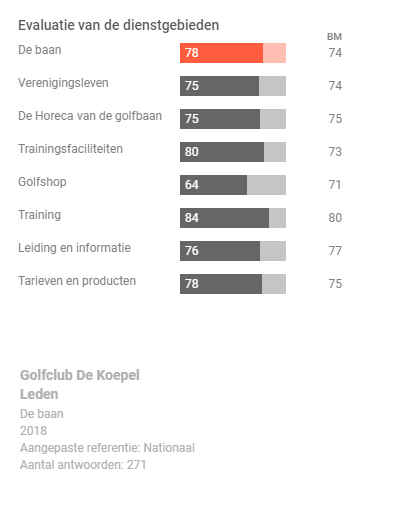 Evaluatie van de dienstgebieden
BM
De baan 78 74
Verenigingsleven 75 74
De Horeca van de golfbaan 75 75
Trainingsfaciliteiten 80 73
Golfshop 64 71
Training 84 80
Leiding en informatie 76 77
Tarieven en producten 78 75
Golfclub De Koepel
Leden
De baan
2018
Aangepaste referentie: Nationaal
Aantal antwoorden: 271